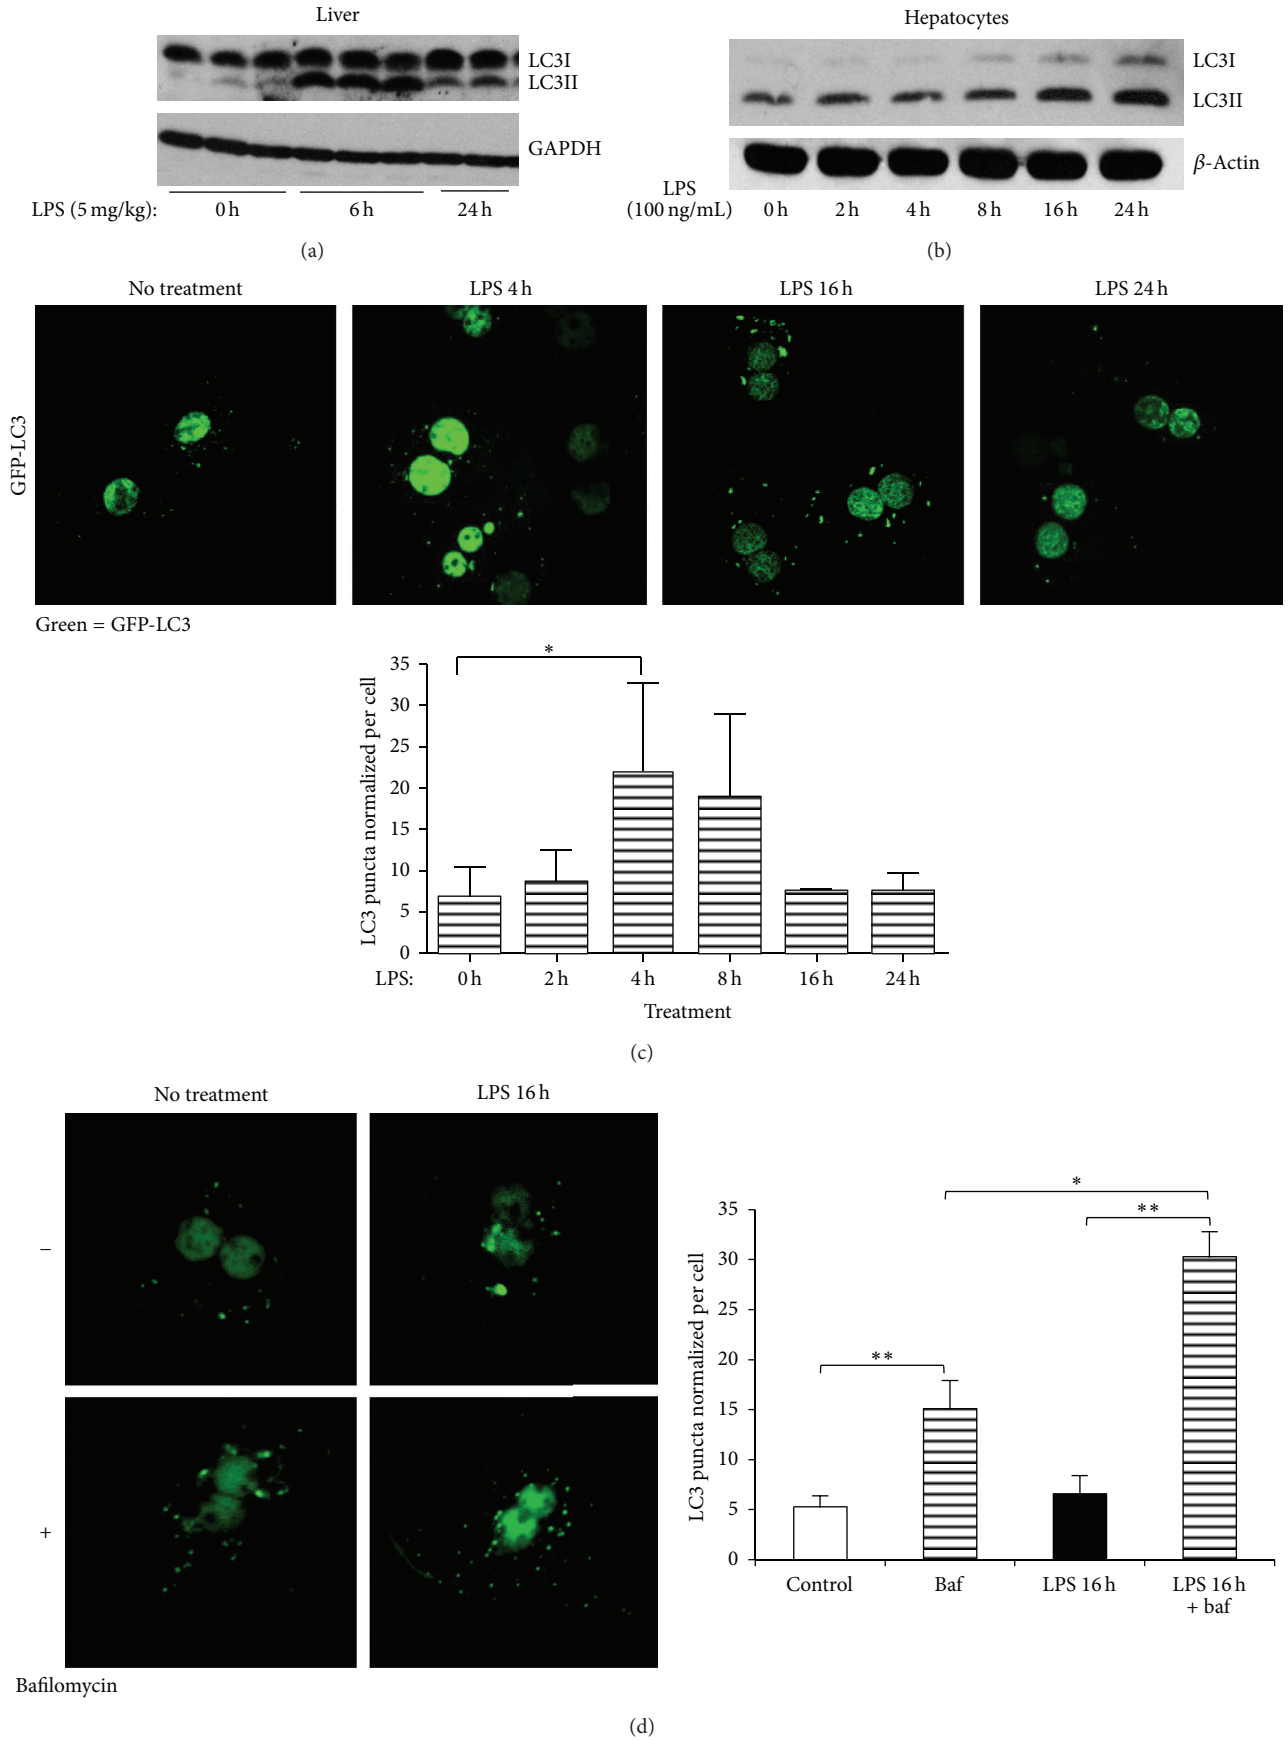 Liver
LC3I
LC3II
GAPDH
LPS (5 mg/kg): 0 h 6 h 24 h
(a)
Hepatocytes
LC3I
LC3II
β-Actin
LPS
(100 ng/mL) 0 h 2 h 4 h 8 h 16 h 24 h
(b)
No treatment LPS 4 h LPS 16 h LPS 24 h
GFP-LC3
Green = GFP-LC3
LC3 puncta normalized per cell
35
30
25
20
15
10
5
0
*
LPS: 0 h 2 h 4 h 8 h 16 h 24 h
Treatment
(c)
No treatment LPS 16 h
−
+
Bafilomycin
LC3 puncta normalized per cell
35
30
25
20
15
10
5
0
*
**
**
Control Baf LPS 16 h LPS 16 h
+ baf
(d)